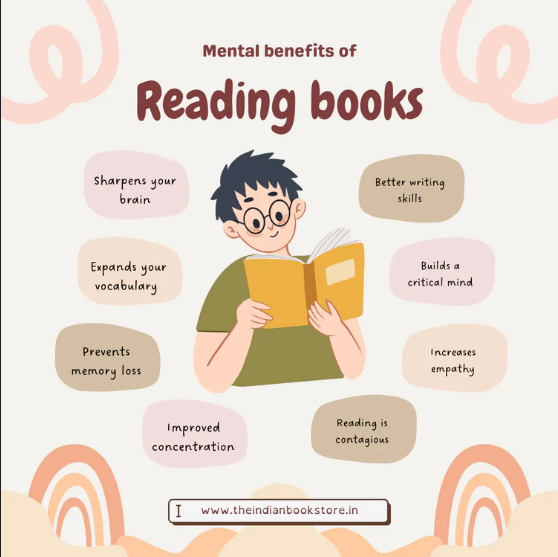 Mental benefits of
Reading books
Sharpens your
brain
Expands your
vocabulary
Prevents
memory loss
Improved
concentration
Better writing
skills
Builds a
critical mind
Increases
empathy
Reading is
contagious
www.theindianbookstore.in